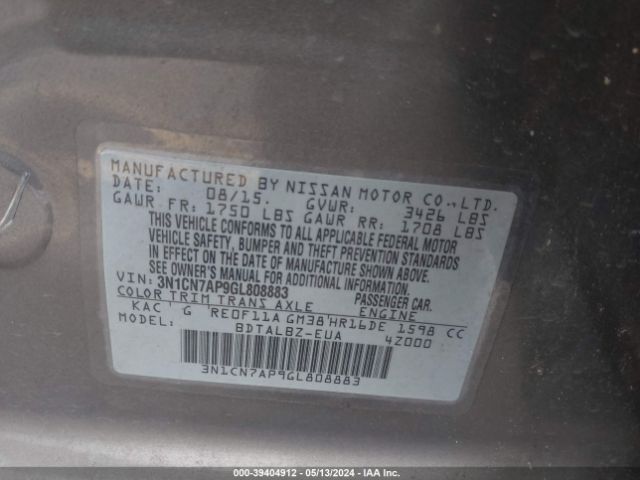 MANUFACTURED BY NISSAN MOTOR CO.,LTD.
DATE: 08/15. GVWR: 3426 LBS
GAWR FR: 1750 LBS GAWR RR: 1708 LBS
THIS VEHICLE CONFORMS TO ALL APPLICABLE FEDERAL MOTOR
VEHICLE SAFETY, BUMPER AND THEFT PREVENTION STANDARDS
IN EFFECT ON THE DATE OF MANUFACTURE SHOWN ABOVE.
SEE OWNER'S MANUAL FOR ADDITIONAL INFORMATION.
VIN: 3N1CN7AP9GL808883 PASSENGER CAR.
COLOR TRIM TRANS AXLE ENGINE
KAC G RE0F11A GM38 HR16DE 1598 CC
MODEL: BDTALBZ-EUA 4Z000
3N1CN7AP9GL808883
000-39404912 - 05/13/2024 - IAA Inc.